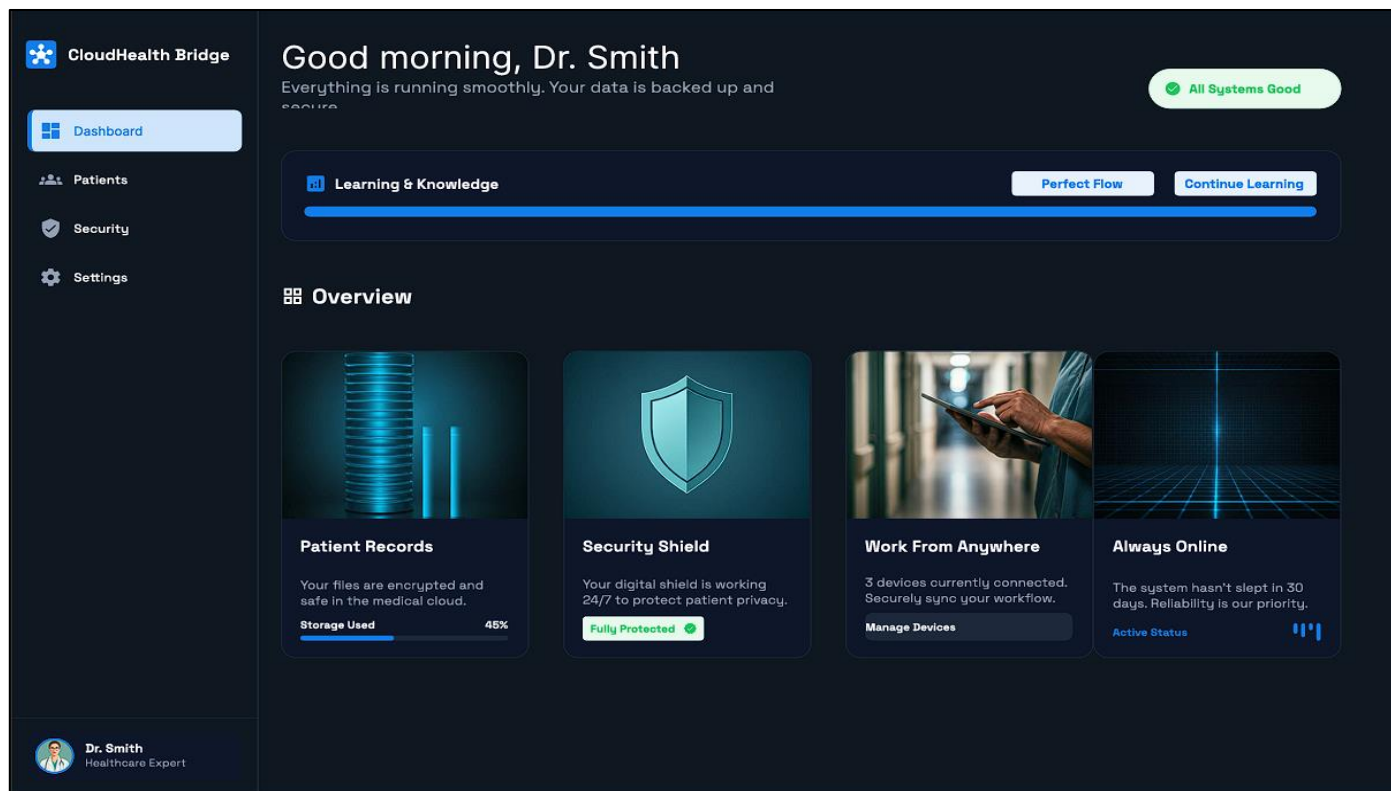 CloudHealth Bridge
Dashboard
Patients
Security
Settings
Dr. Smith
Healthcare Expert
Good morning, Dr. Smith
Everything is running smoothly. Your data is backed up and
secure
All Systems Good
Learning & Knowledge
Perfect Flow
Continue Learning
Overview
Patient Records
Your files are encrypted and
safe in the medical cloud.
Storage Used 45%
Security Shield
Your digital shield is working
24/7 to protect patient privacy.
Fully Protected
Work From Anywhere
3 devices currently connected.
Securely sync your workflow.
Manage Devices
Always Online
The system hasn't slept in 30
days. Reliability is our priority.
Active Status